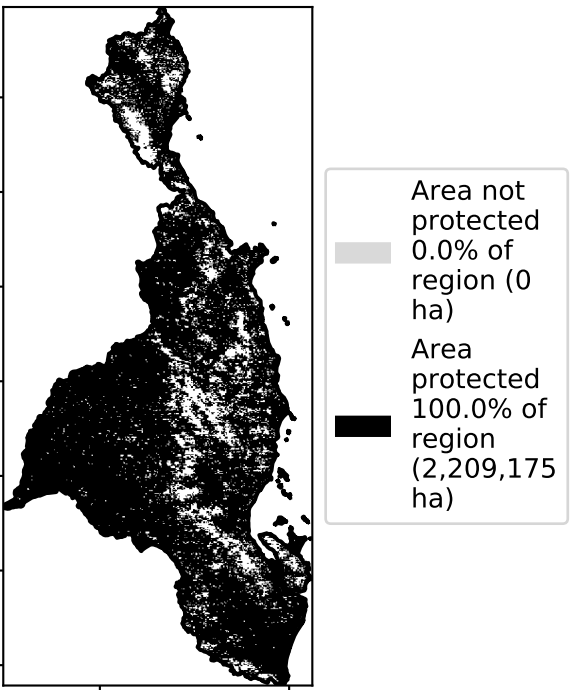 Area not
protected
0.0% of
region (0
ha)
Area
protected
100.0% of
region
(2,209,175
ha)